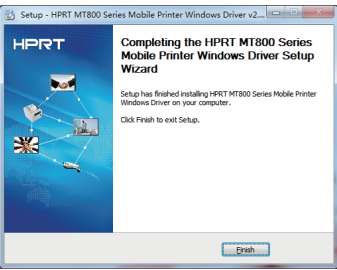 Setup - HPRT MT800 Series Mobile Printer Windows Driver v2...
HPRT
Completing the HPRT MT800 Series
Mobile Printer Windows Driver Setup
Wizard
Setup has finished installing HPRT MT800 Series Mobile Printer
Windows Driver on your computer.
Click Finish to exit Setup.
Finish